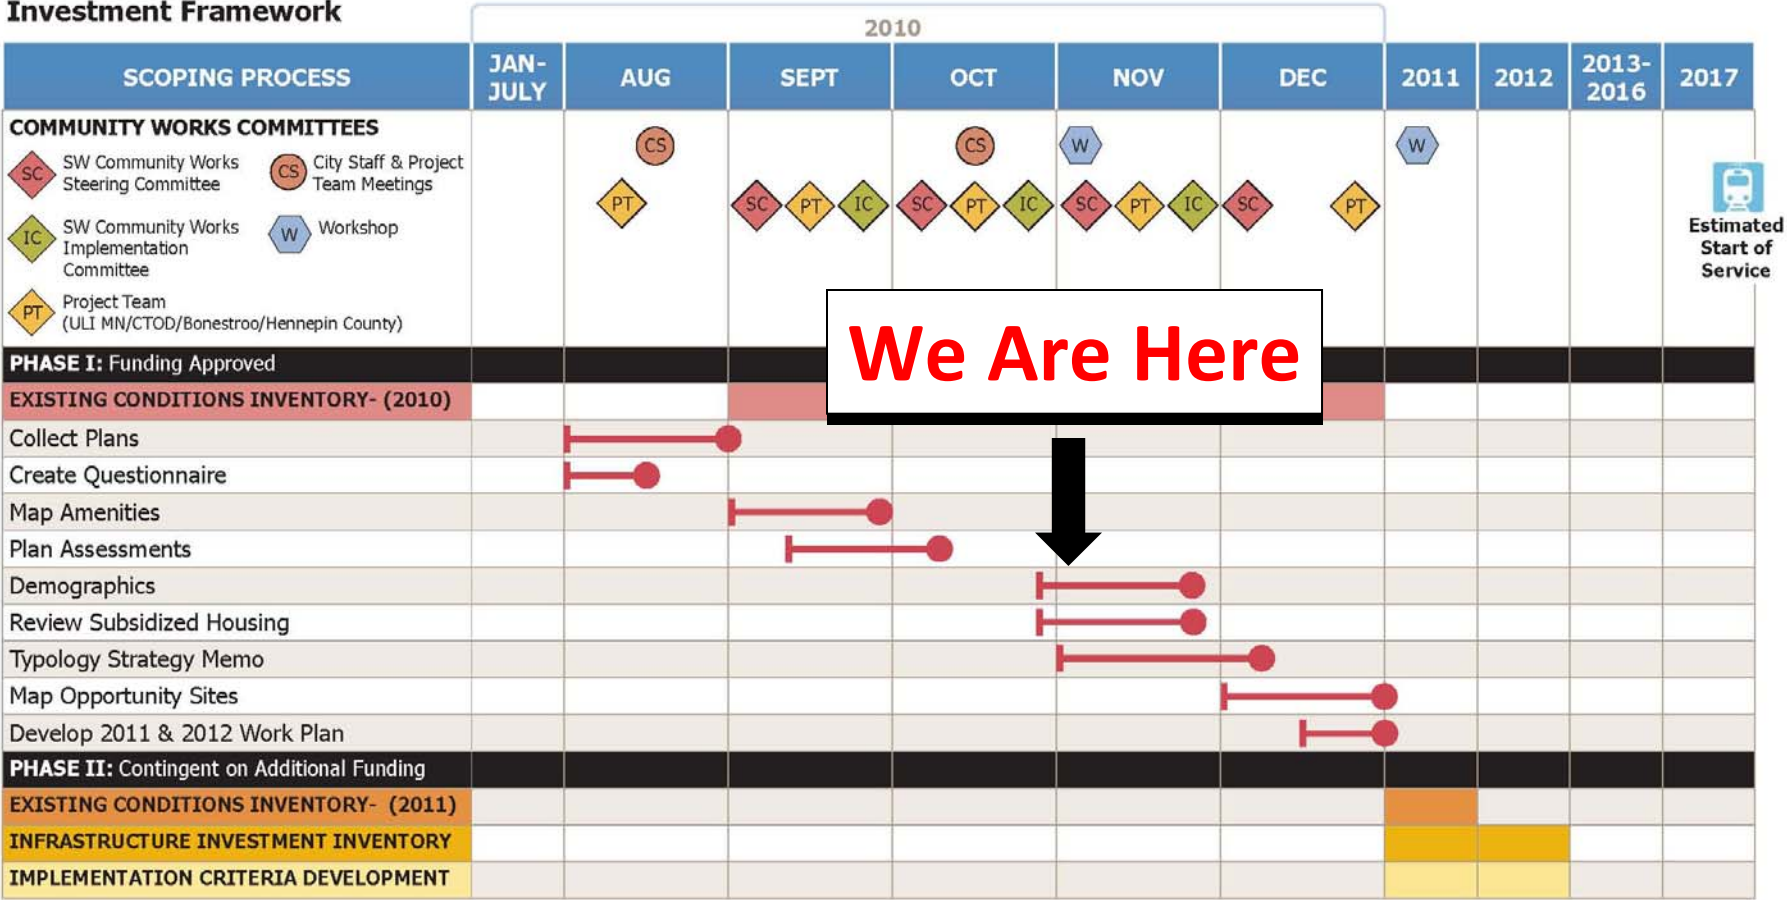 Investment Framework
2010
SCOPING PROCESS
JAN-
JULY
AUG
SEPT
OCT
NOV
DEC
2011
2012
2013-
2016
2017
COMMUNITY WORKS COMMITTEES
SC
SW Community Works
Steering Committee
CS
City Staff & Project
Team Meetings
IC
SW Community Works
Implementation
Committee
W
Workshop
PT
Project Team
(ULI MN/CTOD/Bonestroo/Hennepin County)
CS
CS
W
W
PT
SC
PT
IC
SC
PT
IC
SC
PT
IC
SC
PT
Estimated
Start of
Service
We Are Here
PHASE I: Funding Approved
EXISTING CONDITIONS INVENTORY- (2010)
Collect Plans
Create Questionnaire
Map Amenities
Plan Assessments
Demographics
Review Subsidized Housing
Typology Strategy Memo
Map Opportunity Sites
Develop 2011 & 2012 Work Plan
PHASE II: Contingent on Additional Funding
EXISTING CONDITIONS INVENTORY- (2011)
INFRASTRUCTURE INVESTMENT INVENTORY
IMPLEMENTATION CRITERIA DEVELOPMENT